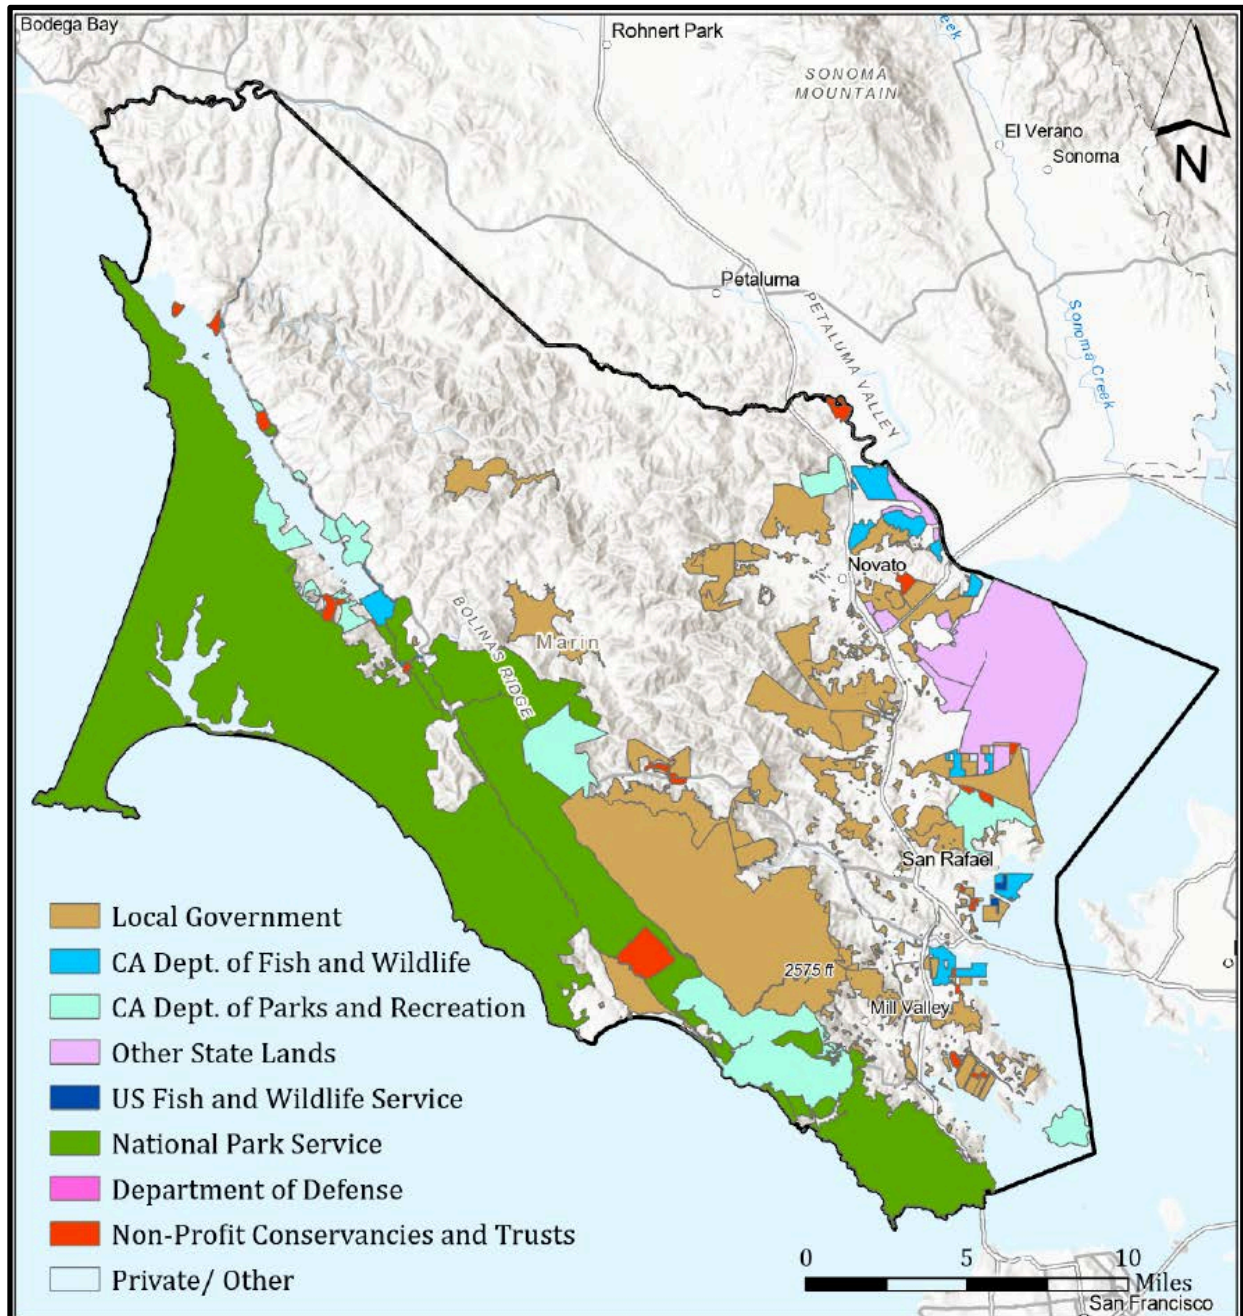 Bodega Bay
Rohnert Park
SONOMA
MOUNTAIN
El Verano
Sonoma
N
Petaluma
PETALUMA VALLEY
Sonoma Creek
Novato
BOLINAS RIDGE
Marin
San Rafael
2575 ft
Mill Valley
Local Government
CA Dept. of Fish and Wildlife
CA Dept. of Parks and Recreation
Other State Lands
US Fish and Wildlife Service
National Park Service
Department of Defense
Non-Profit Conservancies and Trusts
Private/ Other
0 5 10
Miles
San Francisco